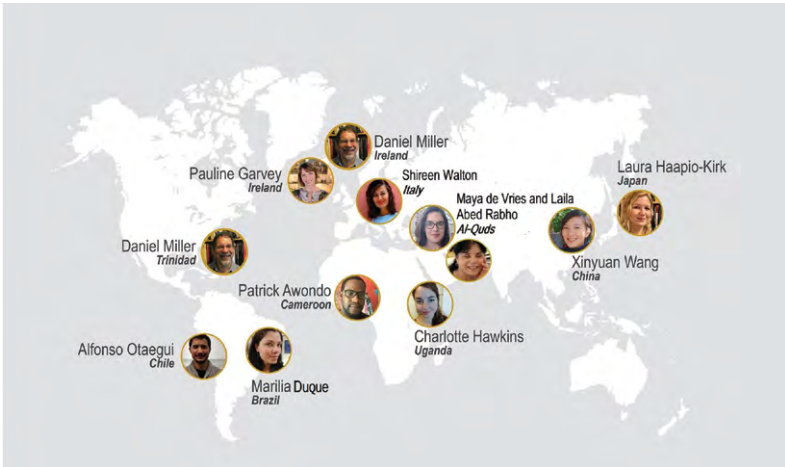 Daniel Miller
Ireland
Pauline Garvey
Ireland
Shireen Walton
Italy
Maya de Vries and Laila
Abed Rabho
Al-Quds
Laura Haapio-Kirk
Japan
Daniel Miller
Trinidad
Xinyuan Wang
China
Patrick Awondo
Cameroon
Charlotte Hawkins
Uganda
Alfonso Otaegui
Chile
Marilia Duque
Brazil